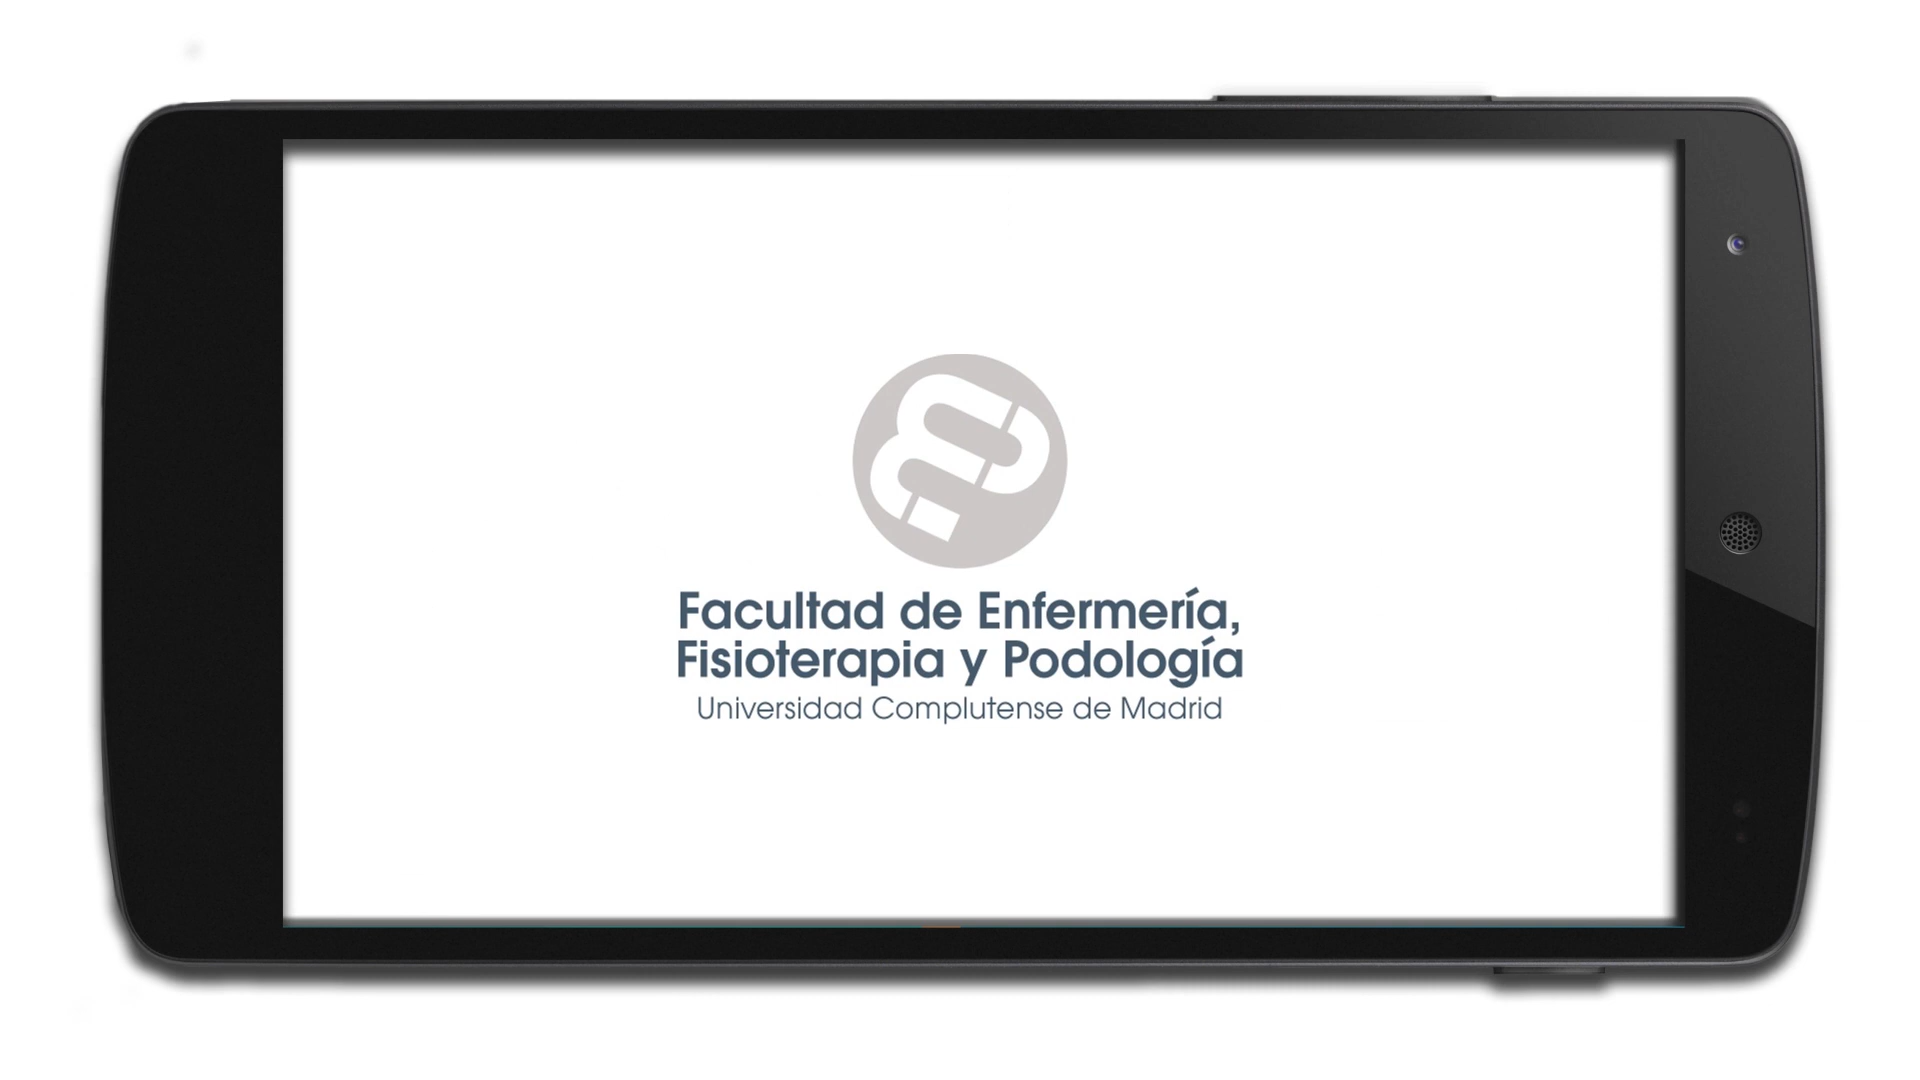 Facultad de Enfermería,
Fisioterapia y Podología
Universidad Complutense de Madrid